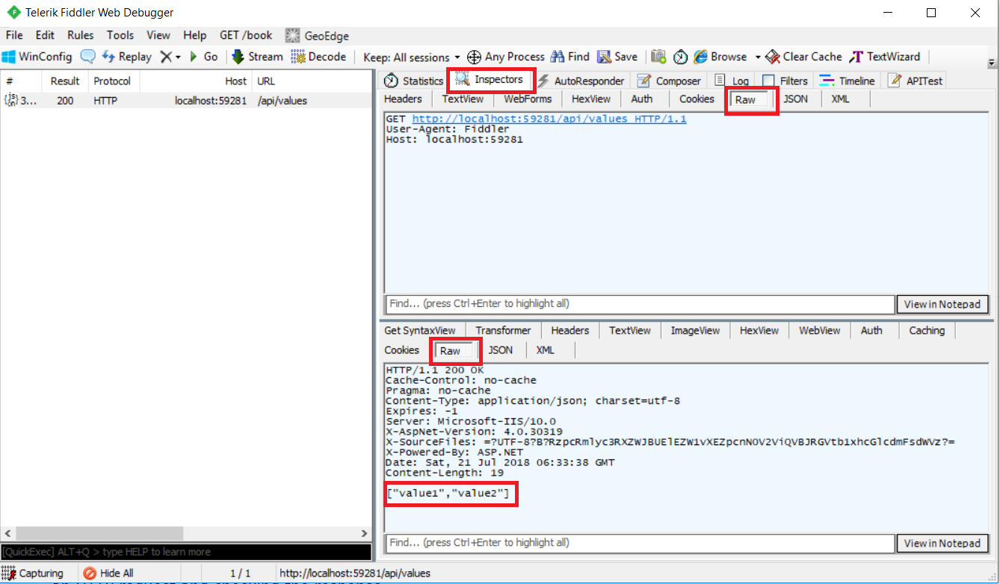 Telerik Fiddler Web Debugger
File Edit Rules Tools View Help GET /book GeoEdge
WinConfig Replay Go Stream Decode Keep: All sessions Any Process Find Save Browse Clear Cache TextWizard
# Result Protocol Host URL
3... 200 HTTP localhost:59281 /api/values
Statistics Inspectors AutoResponder Composer Log Filters Timeline APITest
Headers TextView WebForms HexView Auth Cookies Raw JSON XML
GET http://localhost:59281/api/values HTTP/1.1
User-Agent: Fiddler
Host: localhost:59281
Find... (press Ctrl+Enter to highlight all) View in Notepad
Get SyntaxView Transformer Headers TextView ImageView HexView WebView Auth Caching
Cookies Raw JSON XML
HTTP/1.1 200 OK
Cache-Control: no-cache
Pragma: no-cache
Content-Type: application/json; charset=utf-8
Expires: -1
Server: Microsoft-IIS/10.0
X-AspNet-Version: 4.0.30319
X-SourceFiles: =?UTF-8?B?RzpcRmlyc3RXZWJBUElEZW1vXEZpcnN0V2ViQVBJRGVtb1xhcGlcdmFsdWVz?=
X-Powered-By: ASP.NET
Date: Sat, 21 Jul 2018 06:33:38 GMT
Content-Length: 19
["value1","value2"]
Find... (press Ctrl+Enter to highlight all) View in Notepad
[QuickExec] ALT+Q > type HELP to learn more
Capturing Hide All 1 / 1 http://localhost:59281/api/values